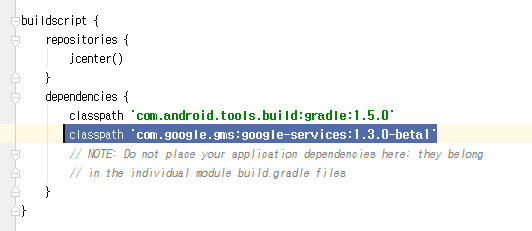 buildscript {
    repositories {
        jcenter()
    }
    dependencies {
        classpath 'com.android.tools.build:gradle:1.5.0'
        classpath 'com.google.gms:google-services:1.3.0-beta1'
        // NOTE: Do not place your application dependencies here; they belong
        // in the individual module build.gradle files
    }
}